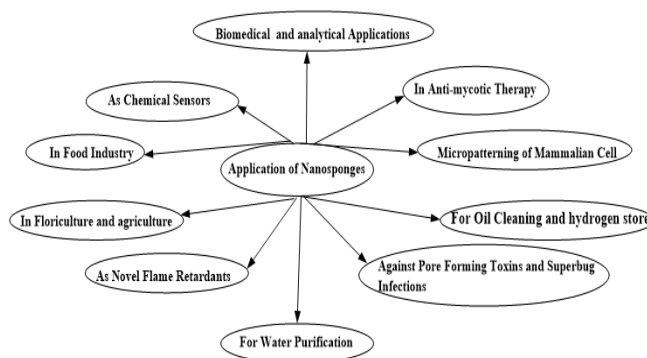 Biomedical and analytical Applications
As Chemical Sensors
In Anti-mycotic Therapy
In Food Industry
Micropatterning of Mammalian Cell
Application of Nanosponges
In Floriculture and agriculture
For Oil Cleaning and hydrogen store
As Novel Flame Retardants
Against Pore Forming Toxins and Superbug
Infections
For Water Purification